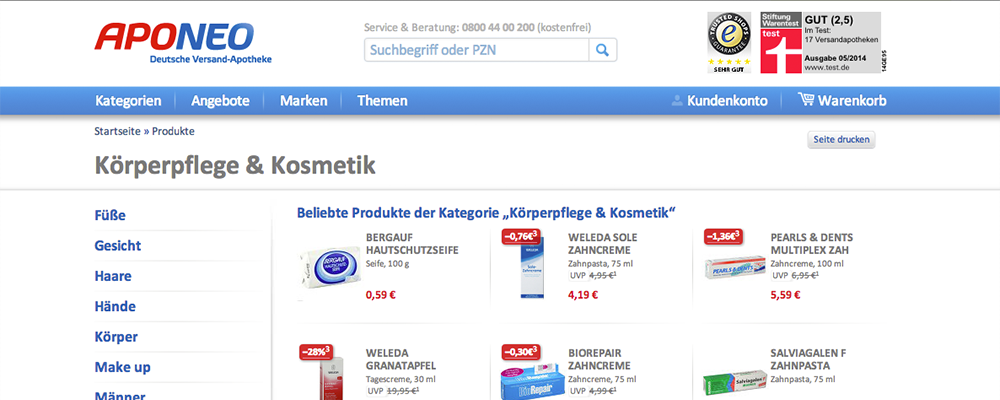 APONEO
Deutsche Versand-Apotheke
Service & Beratung: 0800 44 00 200 (kostenfrei)
Suchbegriff oder PZN
TRUSTED SHOPS
GUARANTEE
SEHR GUT
Stiftung
Warentest
test
GUT (2,5)
Im Test:
17 Versandapotheken
Ausgabe 05/2014
www.test.de
14GE95
Kategorien
Angebote
Marken
Themen
Kundenkonto
Warenkorb
Startseite » Produkte
Seite drucken
Körperpflege & Kosmetik
Füße
Gesicht
Haare
Hände
Körper
Make up
Männer
Beliebte Produkte der Kategorie „Körperpflege & Kosmetik“
BERGAUF
HAUTSCHUTZSEIFE
Seife, 100 g
0,59 €
–0,76€³
WELEDA SOLE
ZAHNCREME
Zahnpasta, 75 ml
UVP 4,95 €¹
4,19 €
–1,36€³
PEARLS & DENTS
PEARLS & DENTS
MULTIPLEX ZAH
Zahncreme, 100 ml
UVP 6,95 €¹
5,59 €
–28%³
WELEDA
GRANATAPFEL
Tagescreme, 30 ml
UVP 19,95 €¹
–0,30€³
BioRepair
BIOREPAIR
ZAHNCREME
Zahncreme, 75 ml
UVP 4,99 €¹
Salviagalen F
SALVIAGALEN F
ZAHNPASTA
Zahnpasta, 75 ml